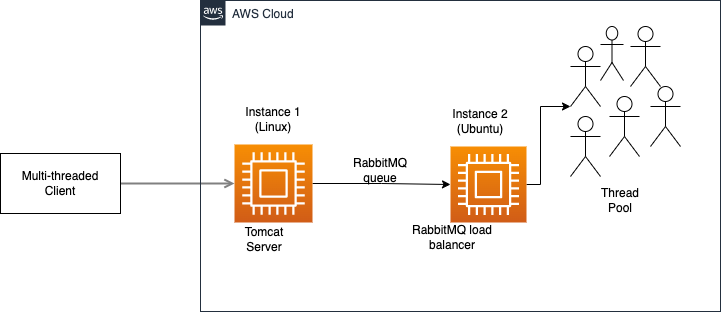 aws
AWS Cloud
Instance 1
(Linux)
Instance 2
(Ubuntu)
Multi-threaded
Client
RabbitMQ
queue
Tomcat
Server
RabbitMQ load
balancer
Thread
Pool